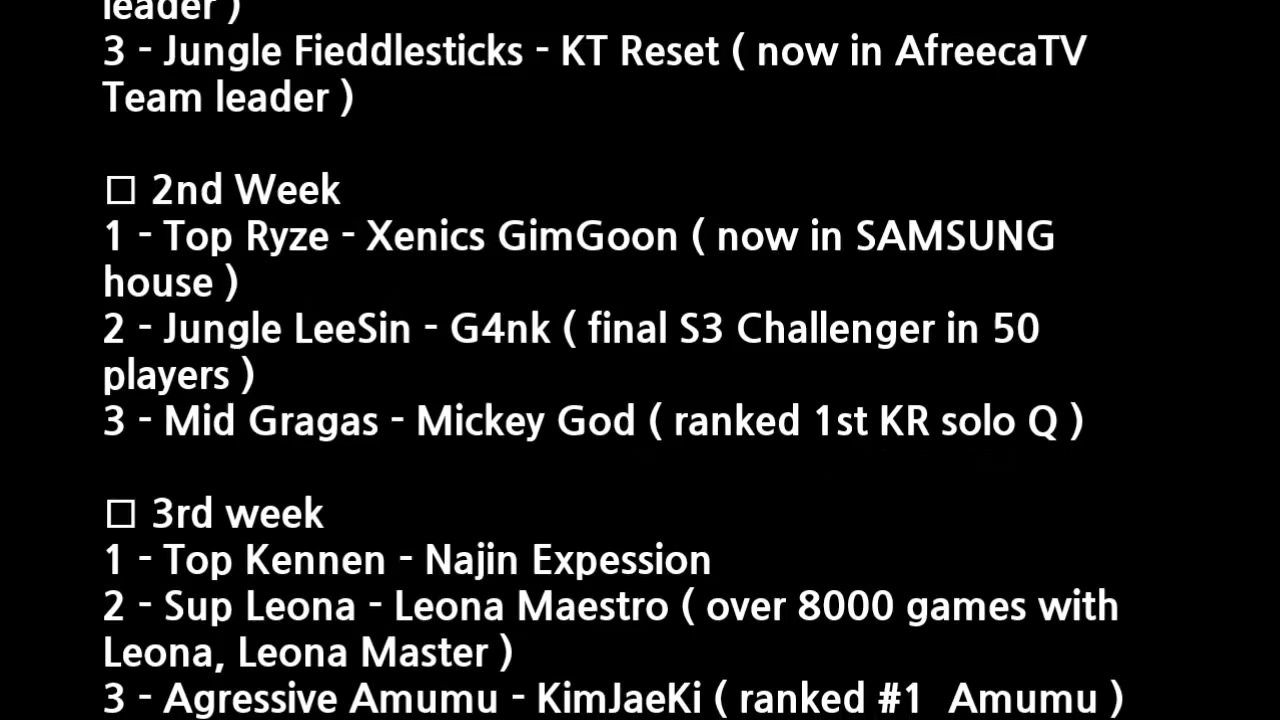 leader )
3 - Jungle Fieddlesticks - KT Reset ( now in AfreecaTV
Team leader )
□ 2nd Week
1 - Top Ryze - Xenics GimGoon ( now in SAMSUNG
house )
2 - Jungle LeeSin - G4nk ( final S3 Challenger in 50
players )
3 - Mid Gragas - Mickey God ( ranked 1st KR solo Q )
□ 3rd week
1 - Top Kennen - Najin Expession
2 - Sup Leona - Leona Maestro ( over 8000 games with
Leona, Leona Master )
3 - Agressive Amumu - KimJaeKi ( ranked #1  Amumu )